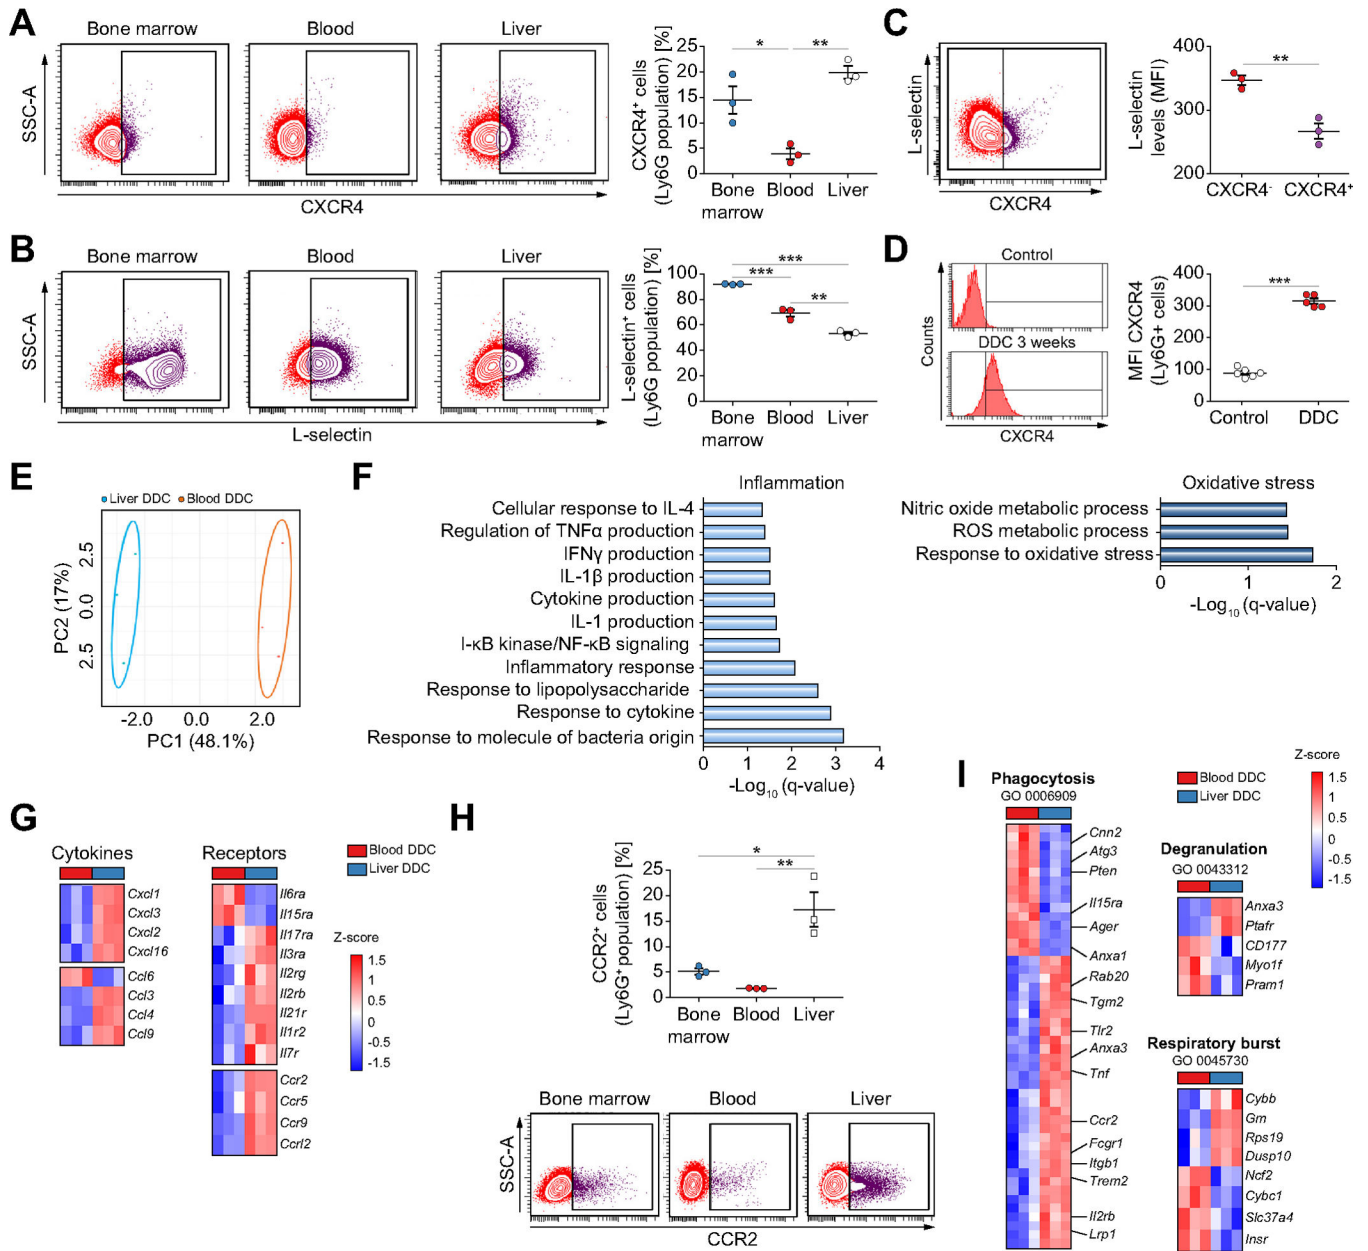 A
Bone marrow
Blood
Liver
SSC-A
CXCR4
CXCR4⁺ cells
(Ly6G population) [%]
25
20
15
10
5
0
*
**
Bone
marrow
Blood
Liver
C
L-selectin
CXCR4
L-selectin
levels (MFI)
400
300
200
**
CXCR4⁻
CXCR4⁺
B
Bone marrow
Blood
Liver
SSC-A
L-selectin
L-selectin⁺ cells
(Ly6G population) [%]
100
80
60
40
20
0
***
***
**
Bone
marrow
Blood
Liver
D
Control
DDC 3 weeks
Counts
CXCR4
MFI CXCR4
(Ly6G+ cells)
400
300
200
100
0
***
Control
DDC
E
Liver DDC
Blood DDC
PC2 (17%)
2.5
0.0
2.5
-2.0
0.0
2.0
PC1 (48.1%)
F
Inflammation
Cellular response to IL-4
Regulation of TNFα production
IFNγ production
IL-1β production
Cytokine production
IL-1 production
I-κB kinase/NF-κB signaling
Inflammatory response
Response to lipopolysaccharide
Response to cytokine
Response to molecule of bacteria origin
0
1
2
3
4
-Log₁₀ (q-value)
Oxidative stress
Nitric oxide metabolic process
ROS metabolic process
Response to oxidative stress
0
1
2
-Log₁₀ (q-value)
G
Cytokines
Cxcl1
Cxcl3
Cxcl2
Cxcl16
Ccl6
Ccl3
Ccl4
Ccl9
Receptors
Il6ra
Il15ra
Il17ra
Il3ra
Il2rg
Il2rb
Il21r
Il1r2
Il7r
Ccr2
Ccr5
Ccr9
Ccrl2
Blood DDC
Liver DDC
Z-score
1.5
1
0.5
0
-0.5
-1
-1.5
H
CCR2⁺ cells
(Ly6G⁺population) [%]
25
20
15
10
5
0
*
**
Bone
marrow
Blood
Liver
Bone marrow
Blood
Liver
SSC-A
CCR2
I
Phagocytosis
GO 0006909
Cnn2
Atg3
Pten
Il15ra
Ager
Anxa1
Rab20
Tgm2
Tlr2
Anxa3
Tnf
Ccr2
Fcgr1
Itgb1
Trem2
Il2rb
Lrp1
Blood DDC
Liver DDC
Z-score
1.5
1
0.5
0
-0.5
-1
-1.5
Degranulation
GO 0043312
Anxa3
Ptafr
CD177
Myo1f
Pram1
Respiratory burst
GO 0045730
Cybb
Grn
Rps19
Dusp10
Ncf2
Cybc1
Slc37a4
Insr